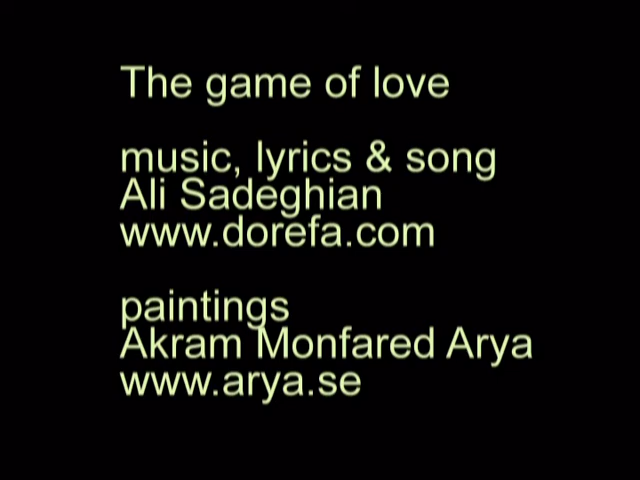 The game of love
music, lyrics & song
Ali Sadeghian
www.dorefa.com
paintings
Akram Monfared Arya
www.arya.se